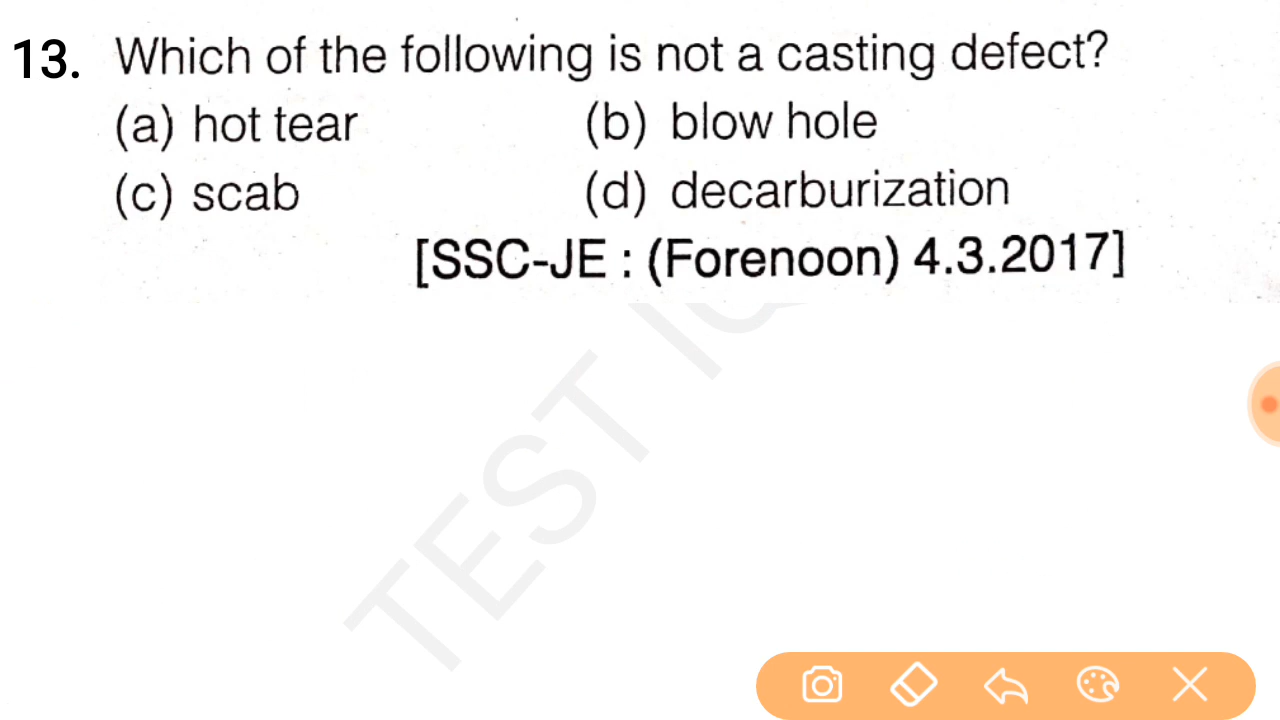 13. Which of the following is not a casting defect?
(a) hot tear (b) blow hole
(c) scab (d) decarburization
[SSC-JE : (Forenoon) 4.3.2017]
TEST